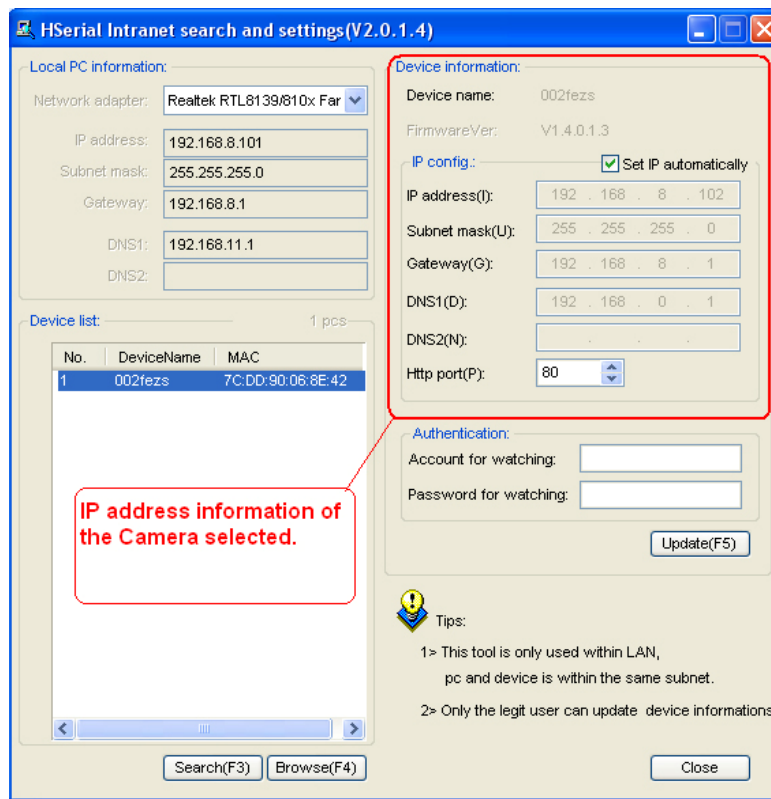 HSerial Intranet search and settings(V2.0.1.4)
Local PC information:
Network adapter: Realtek RTL8139/810x Far
IP address: 192.168.8.101
Subnet mask: 255.255.255.0
Gateway: 192.168.8.1
DNS1: 192.168.11.1
DNS2:
Device list: 1 pcs
No. DeviceName MAC
1 002fezs 7C:DD:90:06:8E:42
IP address information of
the Camera selected.
Search(F3) Browse(F4)
Device information:
Device name: 002fezs
FirmwareVer: V1.4.0.1.3
IP config.: Set IP automatically
IP address(I): 192 . 168 . 8 . 102
Subnet mask(U): 255 . 255 . 255 . 0
Gateway(G): 192 . 168 . 8 . 1
DNS1(D): 192 . 168 . 0 . 1
DNS2(N): . . .
Http port(P): 80
Authentication:
Account for watching:
Password for watching:
Update(F5)
Tips:
1> This tool is only used within LAN,
pc and device is within the same subnet.
2> Only the legit user can update device informations
Close